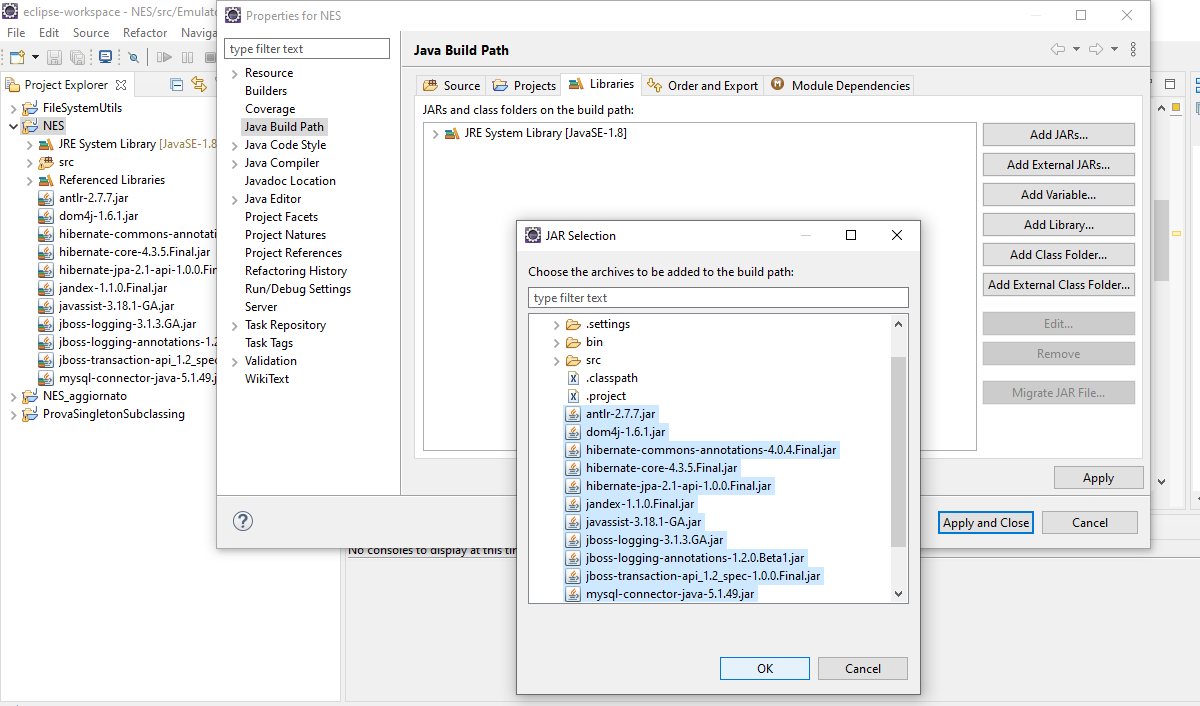 eclipse-workspace - NES/src/Emulat
File Edit Source Refactor Naviga
Project Explorer
FileSystemUtils
NES
JRE System Library [JavaSE-1.8
src
Referenced Libraries
antlr-2.7.7.jar
dom4j-1.6.1.jar
hibernate-commons-annotati
hibernate-core-4.3.5.Final.jar
hibernate-jpa-2.1-api-1.0.0.Fin
jandex-1.1.0.Final.jar
javassist-3.18.1-GA.jar
jboss-logging-3.1.3.GA.jar
jboss-logging-annotations-1.2
jboss-transaction-api_1.2_spec
mysql-connector-java-5.1.49.j
NES_aggiornato
ProvaSingletonSubclassing
Properties for NES
type filter text
Resource
Builders
Coverage
Java Build Path
Java Code Style
Java Compiler
Javadoc Location
Java Editor
Project Facets
Project Natures
Project References
Refactoring History
Run/Debug Settings
Server
Task Repository
Task Tags
Validation
WikiText
Java Build Path
Source Projects Libraries Order and Export Module Dependencies
JARs and class folders on the build path:
JRE System Library [JavaSE-1.8]
Add JARs...
Add External JARs...
Add Variable...
Add Library...
Add Class Folder...
Add External Class Folder...
Edit...
Remove
Migrate JAR File...
Apply
Apply and Close Cancel
No consoles to display at this tim
JAR Selection
Choose the archives to be added to the build path:
type filter text
.settings
bin
src
.classpath
.project
antlr-2.7.7.jar
dom4j-1.6.1.jar
hibernate-commons-annotations-4.0.4.Final.jar
hibernate-core-4.3.5.Final.jar
hibernate-jpa-2.1-api-1.0.0.Final.jar
jandex-1.1.0.Final.jar
javassist-3.18.1-GA.jar
jboss-logging-3.1.3.GA.jar
jboss-logging-annotations-1.2.0.Beta1.jar
jboss-transaction-api_1.2_spec-1.0.0.Final.jar
mysql-connector-java-5.1.49.jar
OK Cancel